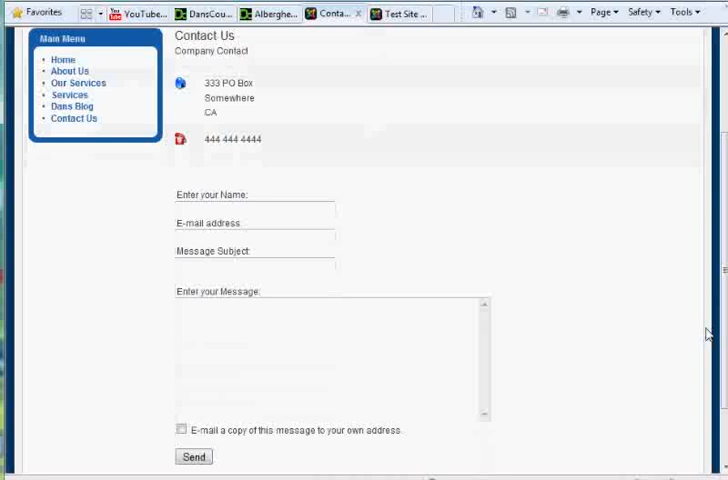 Favorites
YouTube...
DansCou...
Alberghe...
Conta...
x
Test Site ...
Page
Safety
Tools
Main Menu
Home
About Us
Our Services
Services
Dans Blog
Contact Us
Contact Us
Company Contact
333 PO Box
Somewhere
CA
444 444 4444
Enter your Name:
E-mail address:
Message Subject:
Enter your Message:
E-mail a copy of this message to your own address.
Send